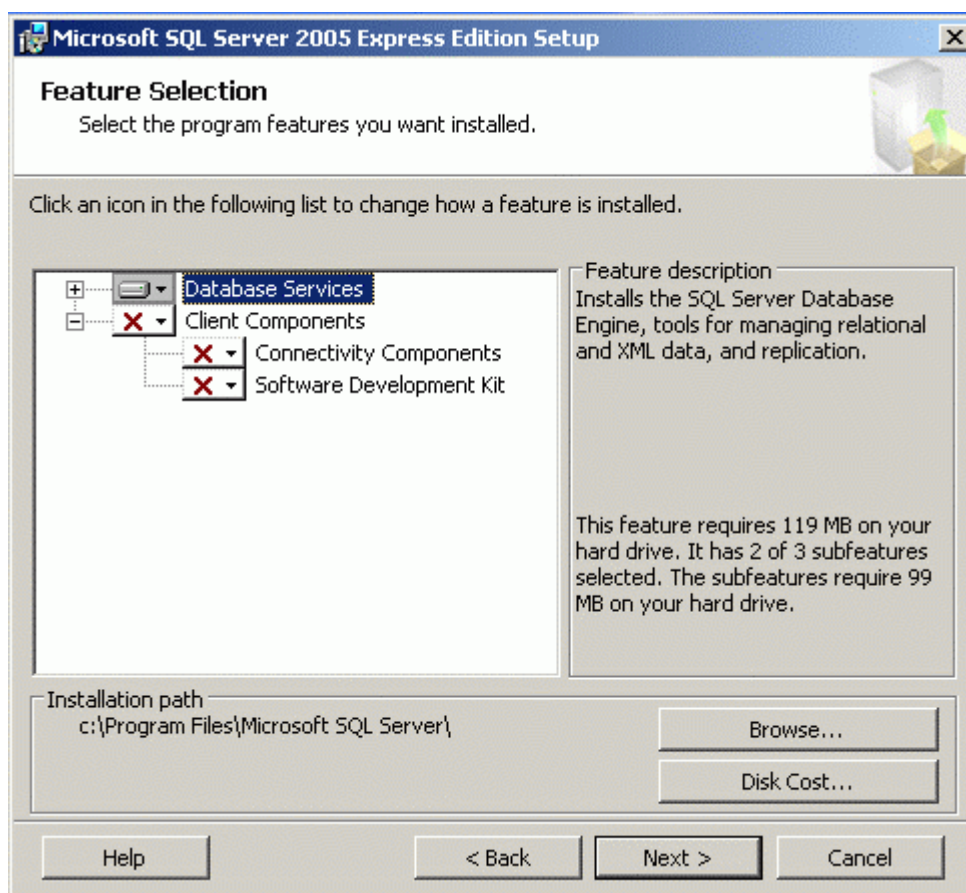 Microsoft SQL Server 2005 Express Edition Setup
Feature Selection
Select the program features you want installed.
Click an icon in the following list to change how a feature is installed.
Database Services
Client Components
Connectivity Components
Software Development Kit
Feature description
Installs the SQL Server Database
Engine, tools for managing relational
and XML data, and replication.
This feature requires 119 MB on your
hard drive. It has 2 of 3 subfeatures
selected. The subfeatures require 99
MB on your hard drive.
Installation path
c:\Program Files\Microsoft SQL Server\
Browse...
Disk Cost...
Help
< Back
Next >
Cancel